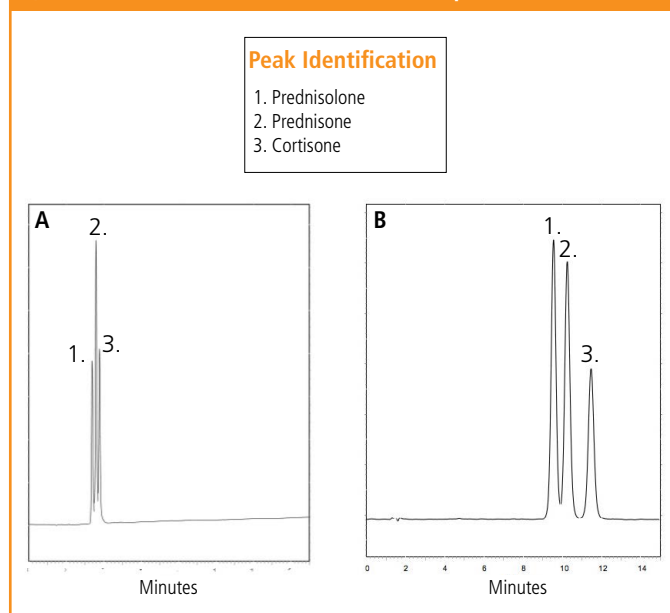 Peak Identification
1. Prednisolone
2. Prednisone
3. Cortisone
A
2.
1.
3.
Minutes
B
1.
2.
3.
0 2 4 6 8 10 12 14
Minutes